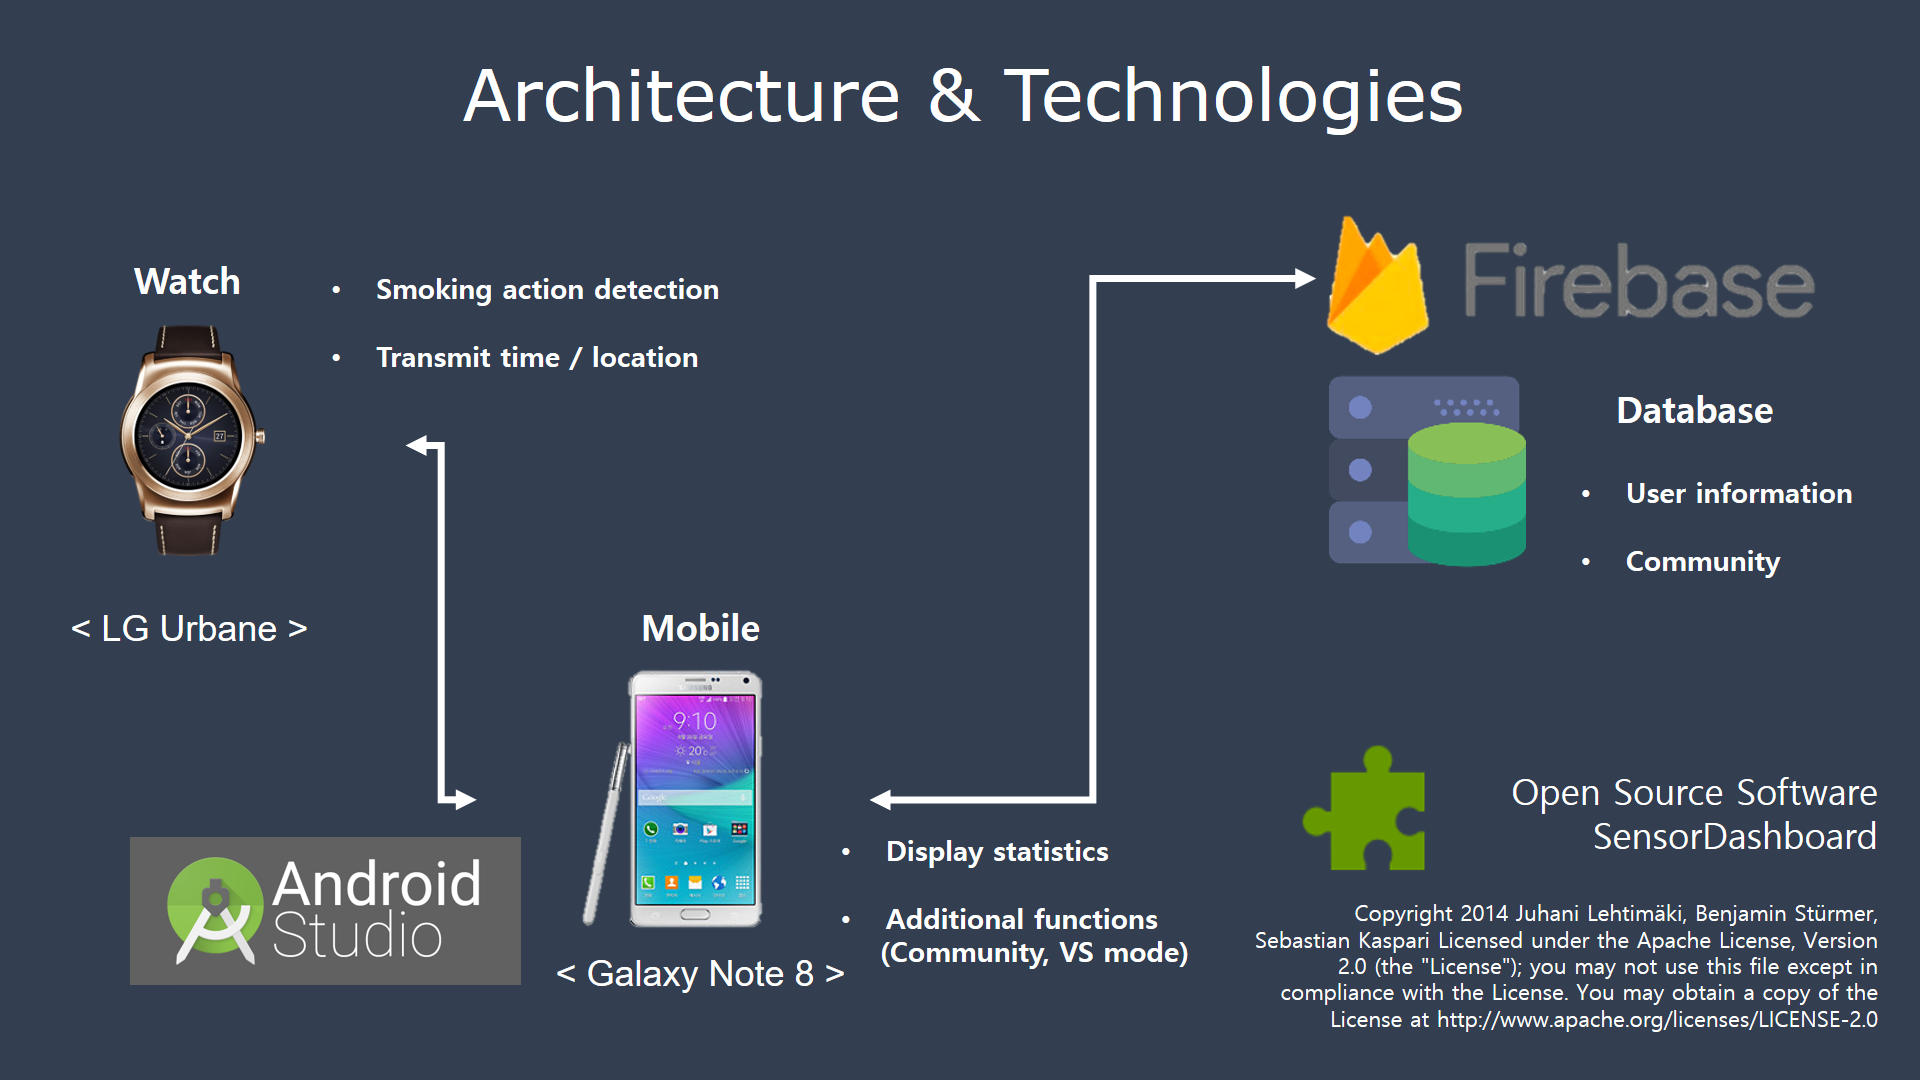 Architecture & Technologies
Watch
• Smoking action detection
• Transmit time / location
27
< LG Urbane >
Firebase
Database
• User information
• Community
Mobile
SAMSUNG
9:10
20°c
Google
< Galaxy Note 8 >
Android
Studio
• Display statistics
• Additional functions
(Community, VS mode)
Open Source Software
SensorDashboard
Copyright 2014 Juhani Lehtimäki, Benjamin Stürmer,
Sebastian Kaspari Licensed under the Apache License, Version
2.0 (the "License"); you may not use this file except in
compliance with the License. You may obtain a copy of the
License at http://www.apache.org/licenses/LICENSE-2.0